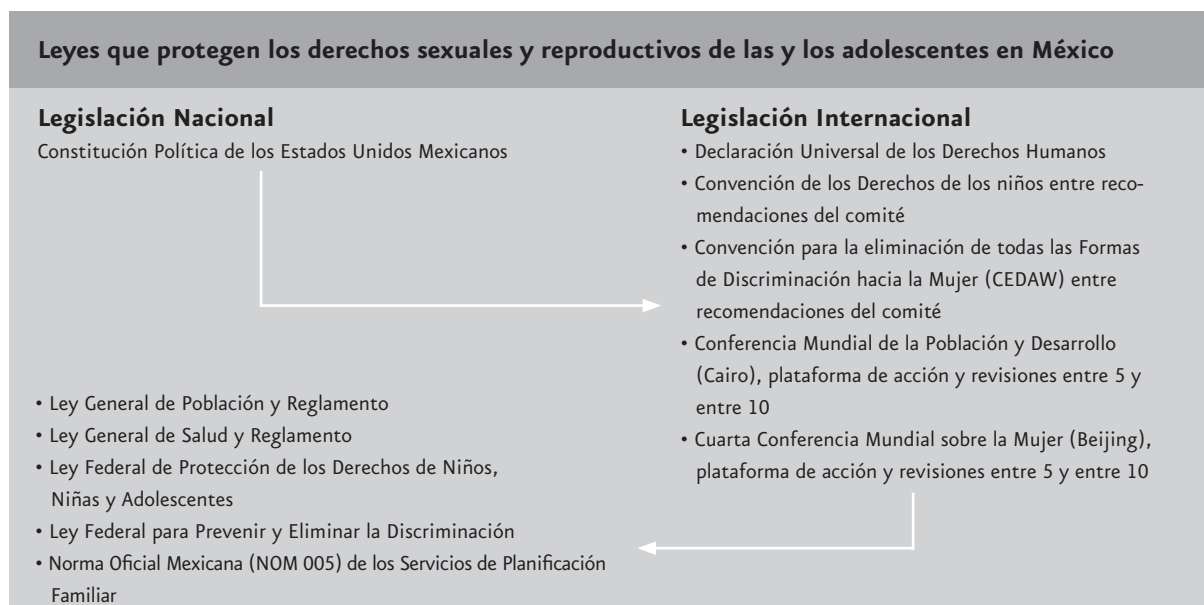 Leyes que protegen los derechos sexuales y reproductivos de las y los adolescentes en México
Legislación Nacional
Constitución Política de los Estados Unidos Mexicanos
Legislación Internacional
• Declaración Universal de los Derechos Humanos
• Convención de los Derechos de los niños entre reco-
mendaciones del comité
• Convención para la eliminación de todas las Formas
de Discriminación hacia la Mujer (CEDAW) entre
recomendaciones del comité
• Conferencia Mundial de la Población y Desarrollo
(Cairo), plataforma de acción y revisiones entre 5 y
entre 10
• Cuarta Conferencia Mundial sobre la Mujer (Beijing),
plataforma de acción y revisiones entre 5 y entre 10
• Ley General de Población y Reglamento
• Ley General de Salud y Reglamento
• Ley Federal de Protección de los Derechos de Niños,
Niñas y Adolescentes
• Ley Federal para Prevenir y Eliminar la Discriminación
• Norma Oficial Mexicana (NOM 005) de los Servicios de Planificación
Familiar